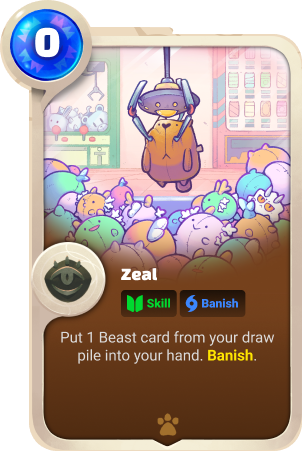 0
Zeal
Skill Banish
Put 1 Beast card from your draw
pile into your hand. Banish.